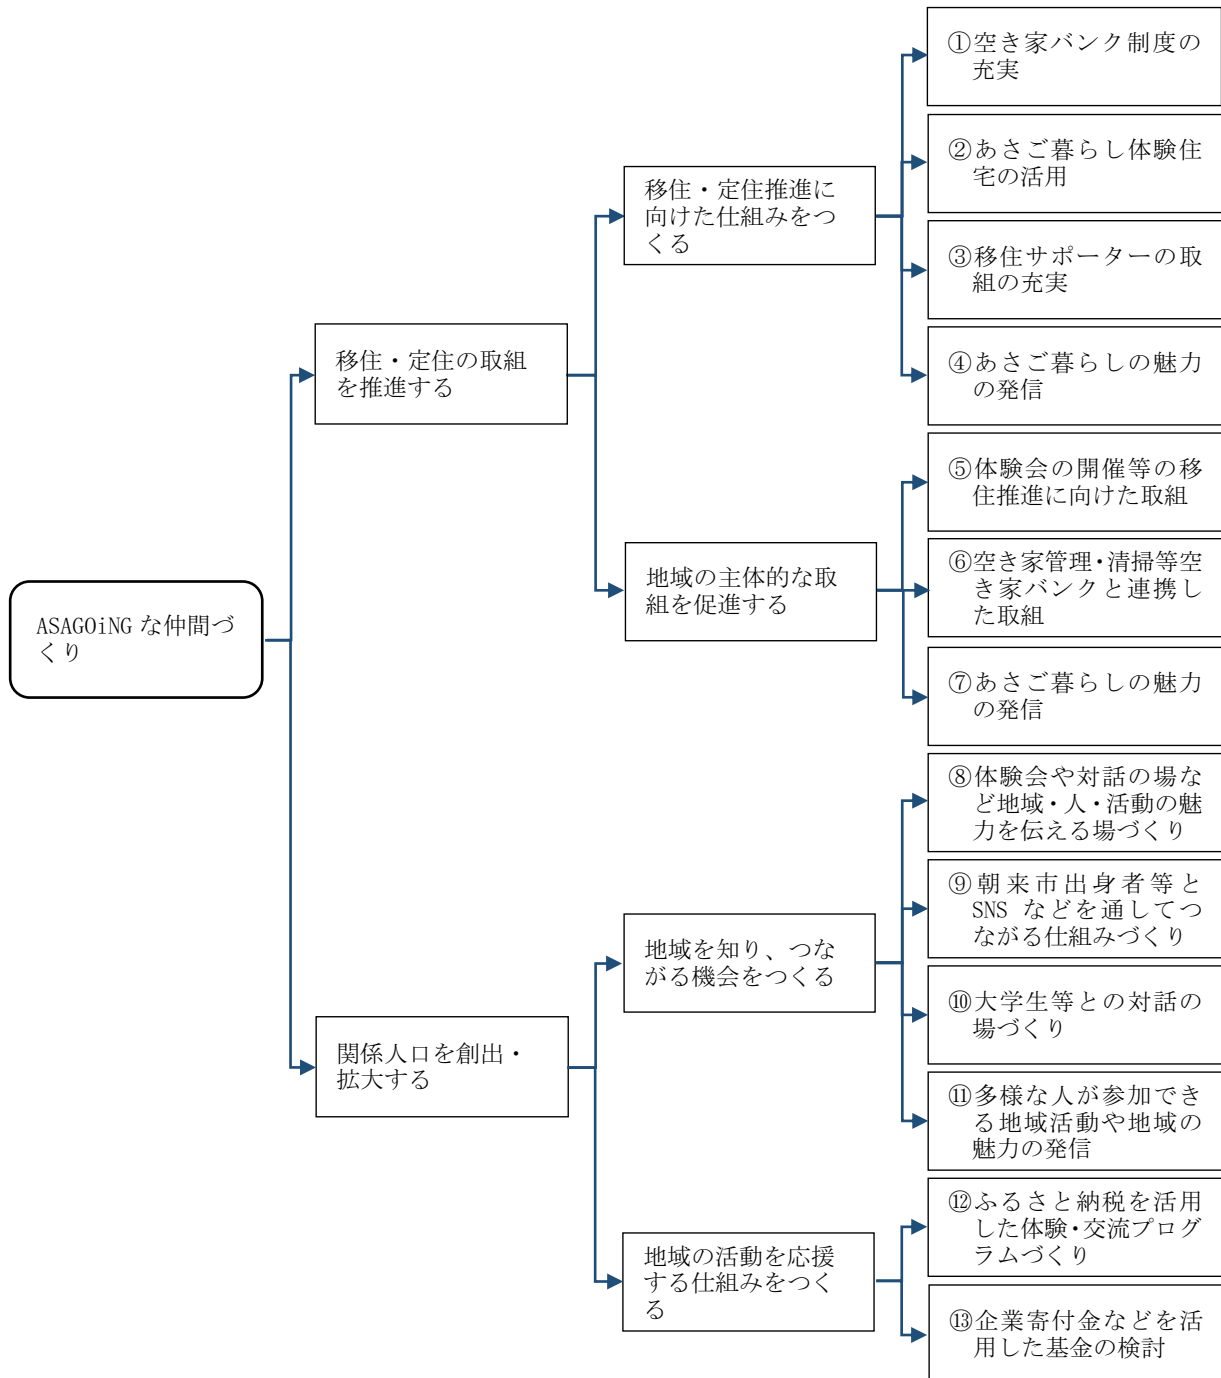 ASAGOiNG な仲間づ
くり
移住・定住の取組
を推進する
移住・定住推進に
向けた仕組みをつ
くる
①空き家バンク制度の
充実
②あさご暮らし体験住
宅の活用
③移住サポーターの取
組の充実
④あさご暮らしの魅力
の発信
地域の主体的な取
組を促進する
⑤体験会の開催等の移
住推進に向けた取組
⑥空き家管理・清掃等空
き家バンクと連携し
た取組
⑦あさご暮らしの魅力
の発信
関係人口を創出・
拡大する
地域を知り、つな
がる機会をつくる
⑧体験会や対話の場な
ど地域・人・活動の魅
力を伝える場づくり
⑨朝来市出身者等と
SNS などを通してつ
ながる仕組みづくり
⑩大学生等との対話の
場づくり
⑪多様な人が参加でき
る地域活動や地域の
魅力の発信
地域の活動を応援
する仕組みをつく
る
⑫ふるさと納税を活用
した体験・交流プログ
ラムづくり
⑬企業寄付金などを活
用した基金の検討